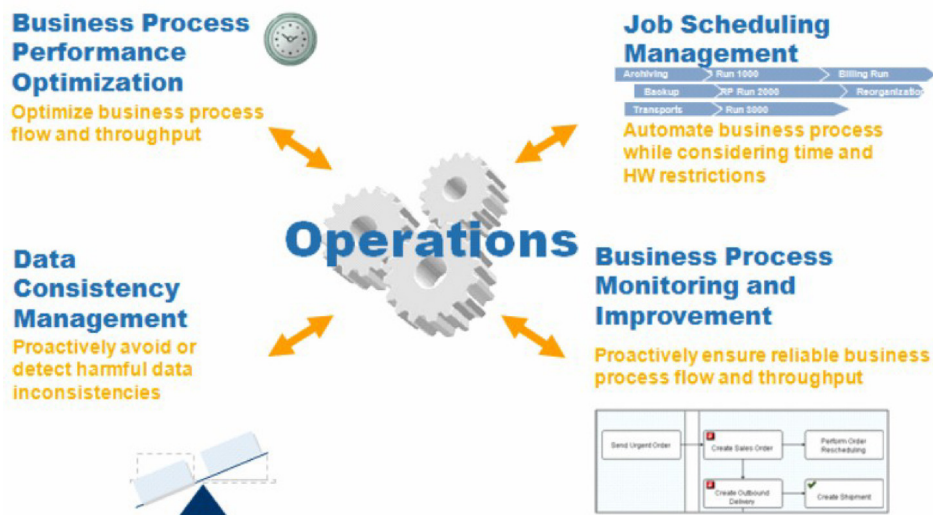 Business Process
Performance
Optimization
Optimize business process
flow and throughput
Job Scheduling
Management
Archiving
Run 1000
Billing Run
Backup
RP Run 2000
Reorganization
Transports
Run 3000
Automate business process
while considering time and
HW restrictions
Operations
Data
Consistency
Management
Proactively avoid or
detect harmful data
inconsistencies
Business Process
Monitoring and
Improvement
Proactively ensure reliable business
process flow and throughput
Send Urgent Order
Create Sales Order
Perform Order
Rescheduling
Create Outbound
Delivery
Create Shipment